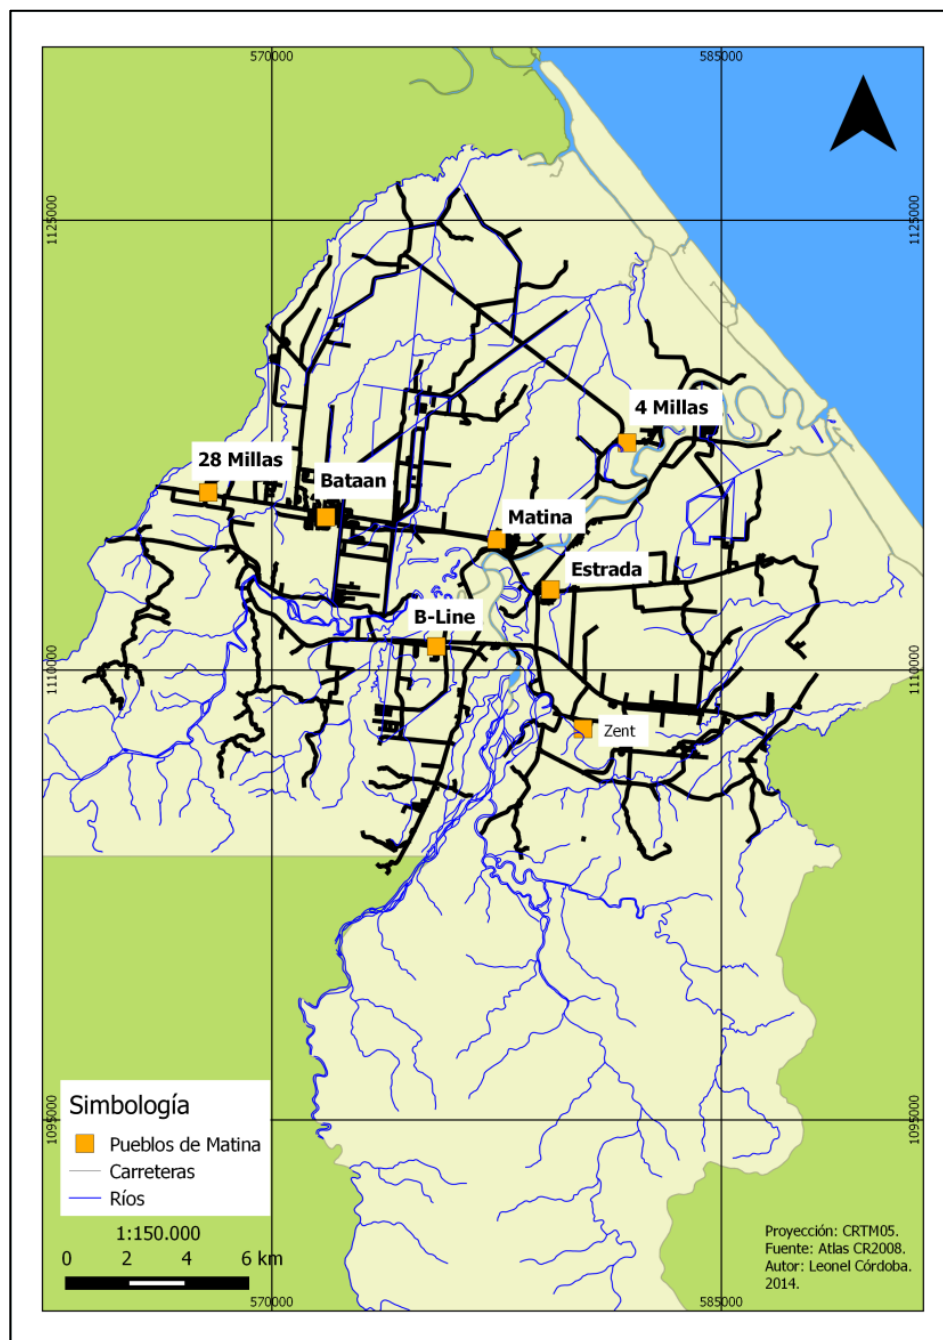 570000
585000
1125000
1125000
4 Millas
28 Millas
Bataan
Matina
Estrada
B-Line
1110000
1110000
Zent
Simbología
Pueblos de Matina
Carreteras
Ríos
1:150.000
0 2 4 6 km
1095000
1095000
Proyección: CRTM05.
Fuente: Atlas CR2008.
Autor: Leonel Córdoba.
2014.
570000
585000